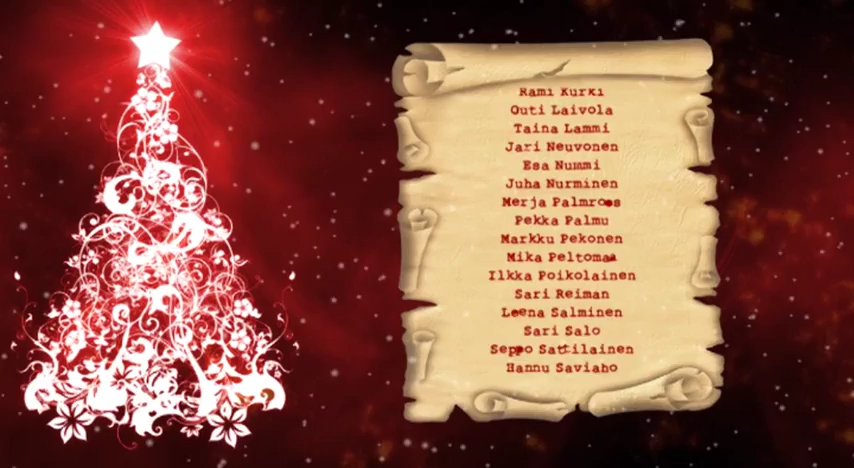 Rami Kurki
Outi Laivola
Taina Lammi
Jari Neuvonen
Esa Nummi
Juha Nurminen
Merja Palmroos
Pekka Palmu
Markku Pekonen
Mika Peltomaa
Ilkka Poikolainen
Sari Reiman
Leena Salminen
Sari Salo
Seppo Sattilainen
Hannu Saviaho